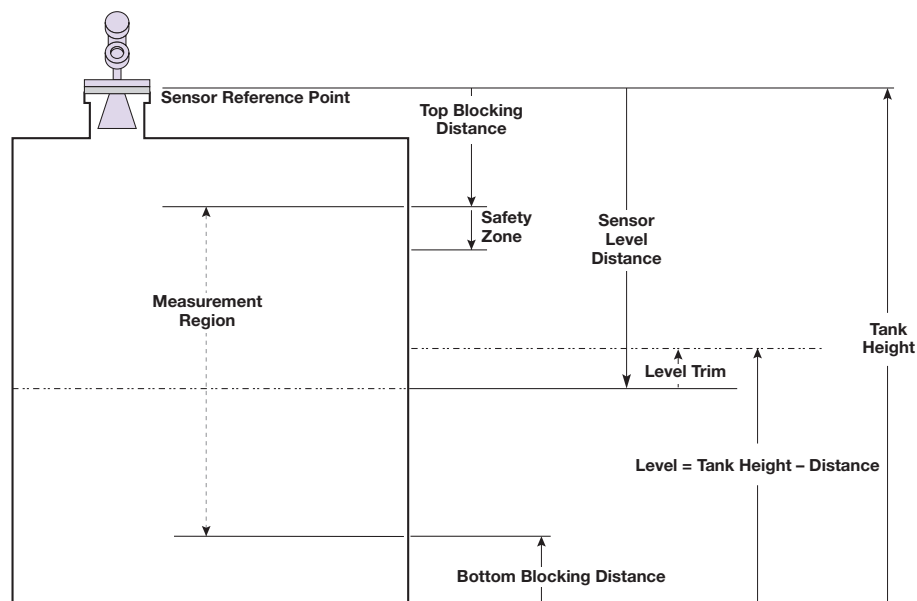 Sensor Reference Point
Top Blocking
Distance
Safety
Zone
Sensor
Level
Distance
Measurement
Region
Tank
Height
Level Trim
Level = Tank Height – Distance
Bottom Blocking Distance